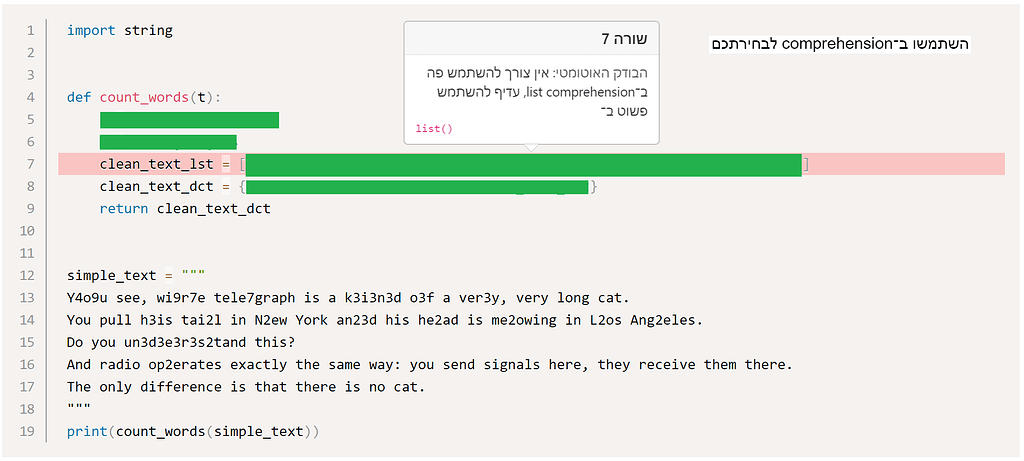 השתמשו ב־comprehension לבחירתכם
שורה 7
הבודק האוטומטי: אין צורך להשתמש פה
ב־list comprehension, עדיף להשתמש
פשוט ב־
list()
1 import string
2
3
4 def count_words(t):
5
6
7 clean_text_lst = [ ]
8 clean_text_dct = { }
9 return clean_text_dct
10
11
12 simple_text = """
13 Y4o9u see, wi9r7e tele7graph is a k3i3n3d o3f a ver3y, very long cat.
14 You pull h3is tai2l in N2ew York an23d his he2ad is me2owing in L2os Ang2eles.
15 Do you un3d3e3r3s2tand this?
16 And radio op2erates exactly the same way: you send signals here, they receive them there.
17 The only difference is that there is no cat.
18 """
19 print(count_words(simple_text))